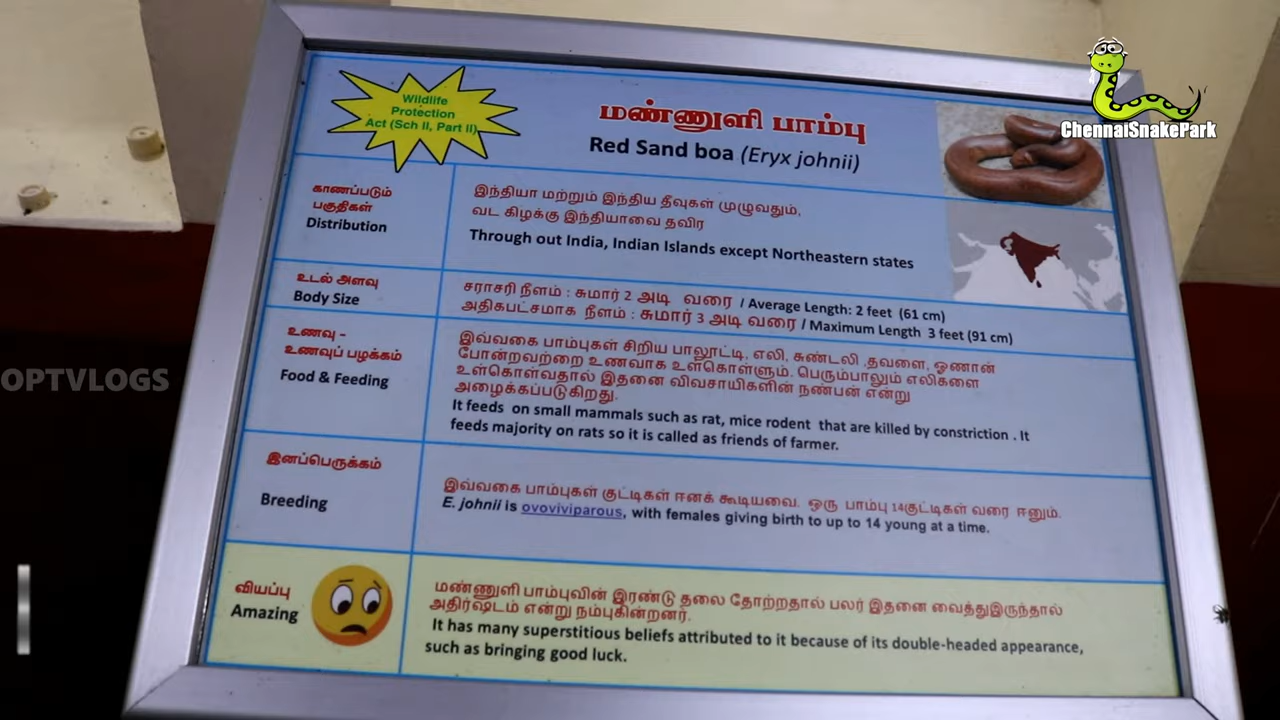 ChennaiSnakePark
OPTVLOGS
Wildlife
Protection
Act (Sch II, Part II)
மண்ணுளி பாம்பு
Red Sand boa (Eryx johnii)
காணப்படும்
பகுதிகள்
Distribution
இந்தியா மற்றும் இந்திய தீவுகள் முழுவதும்,
வட கிழக்கு இந்தியாவை தவிர
Through out India, Indian Islands except Northeastern states
உடல் அளவு
Body Size
சராசரி நீளம் : சுமார் 2 அடி வரை / Average Length: 2 feet (61 cm)
அதிகபட்சமாக நீளம் : சுமார் 3 அடி வரை / Maximum Length 3 feet (91 cm)
உணவு –
உணவுப் பழக்கம்
Food & Feeding
இவ்வகை பாம்புகள் சிறிய பாலூட்டி, எலி, சுண்டலி ,தவளை, ஓணான்
போன்றவற்றை உணவாக உள்கொள்ளும். பெரும்பாலும் எலிகளை
உள்கொள்வதால் இதனை விவசாயிகளின் நண்பன் என்று
அழைக்கப்படுகிறது.
It feeds on small mammals such as rat, mice rodent that are killed by constriction . It
feeds majority on rats so it is called as friends of farmer.
இனப்பெருக்கம்
Breeding
இவ்வகை பாம்புகள் குட்டிகள் ஈனக் கூடியவை. ஒரு பாம்பு 14குட்டிகள் வரை ஈனும்.
E. johnii is ovoviviparous, with females giving birth to up to 14 young at a time.
வியப்பு
Amazing
மண்ணுளி பாம்புவின் இரண்டு தலை தோற்றதால் பலர் இதனை வைத்துஇருந்தால்
அதிர்ஷ்டம் என்று நம்புகின்றனர்.
It has many superstitious beliefs attributed to it because of its double-headed appearance,
such as bringing good luck.